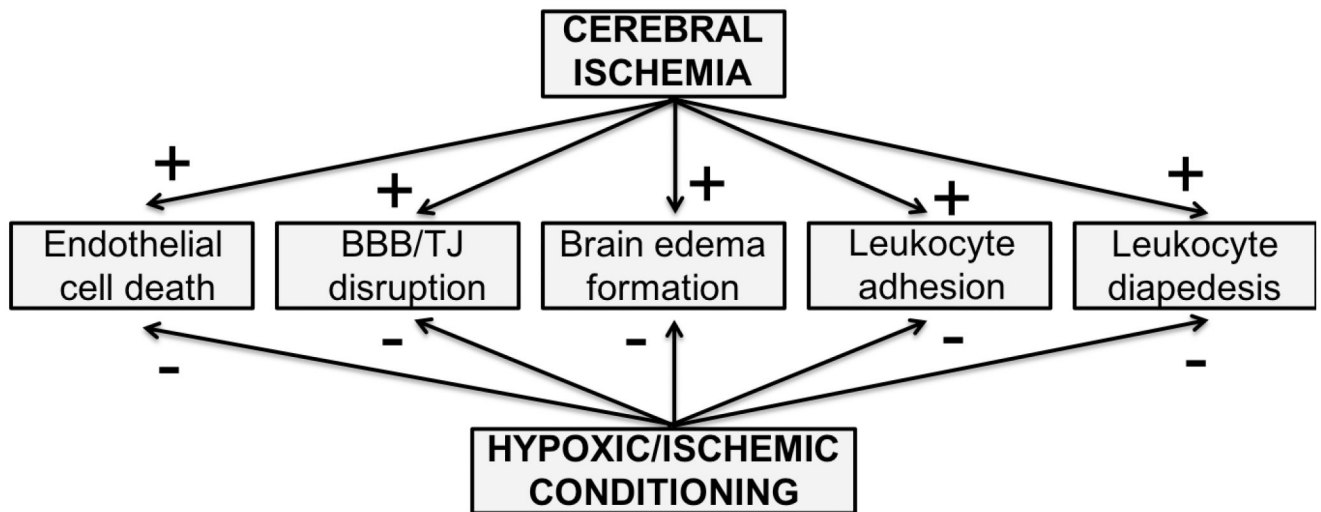 CEREBRAL
ISCHEMIA
+
+
+
+
+
Endothelial
cell death
BBB/TJ
disruption
Brain edema
formation
Leukocyte
adhesion
Leukocyte
diapedesis
-
-
-
-
-
HYPOXIC/ISCHEMIC
CONDITIONING